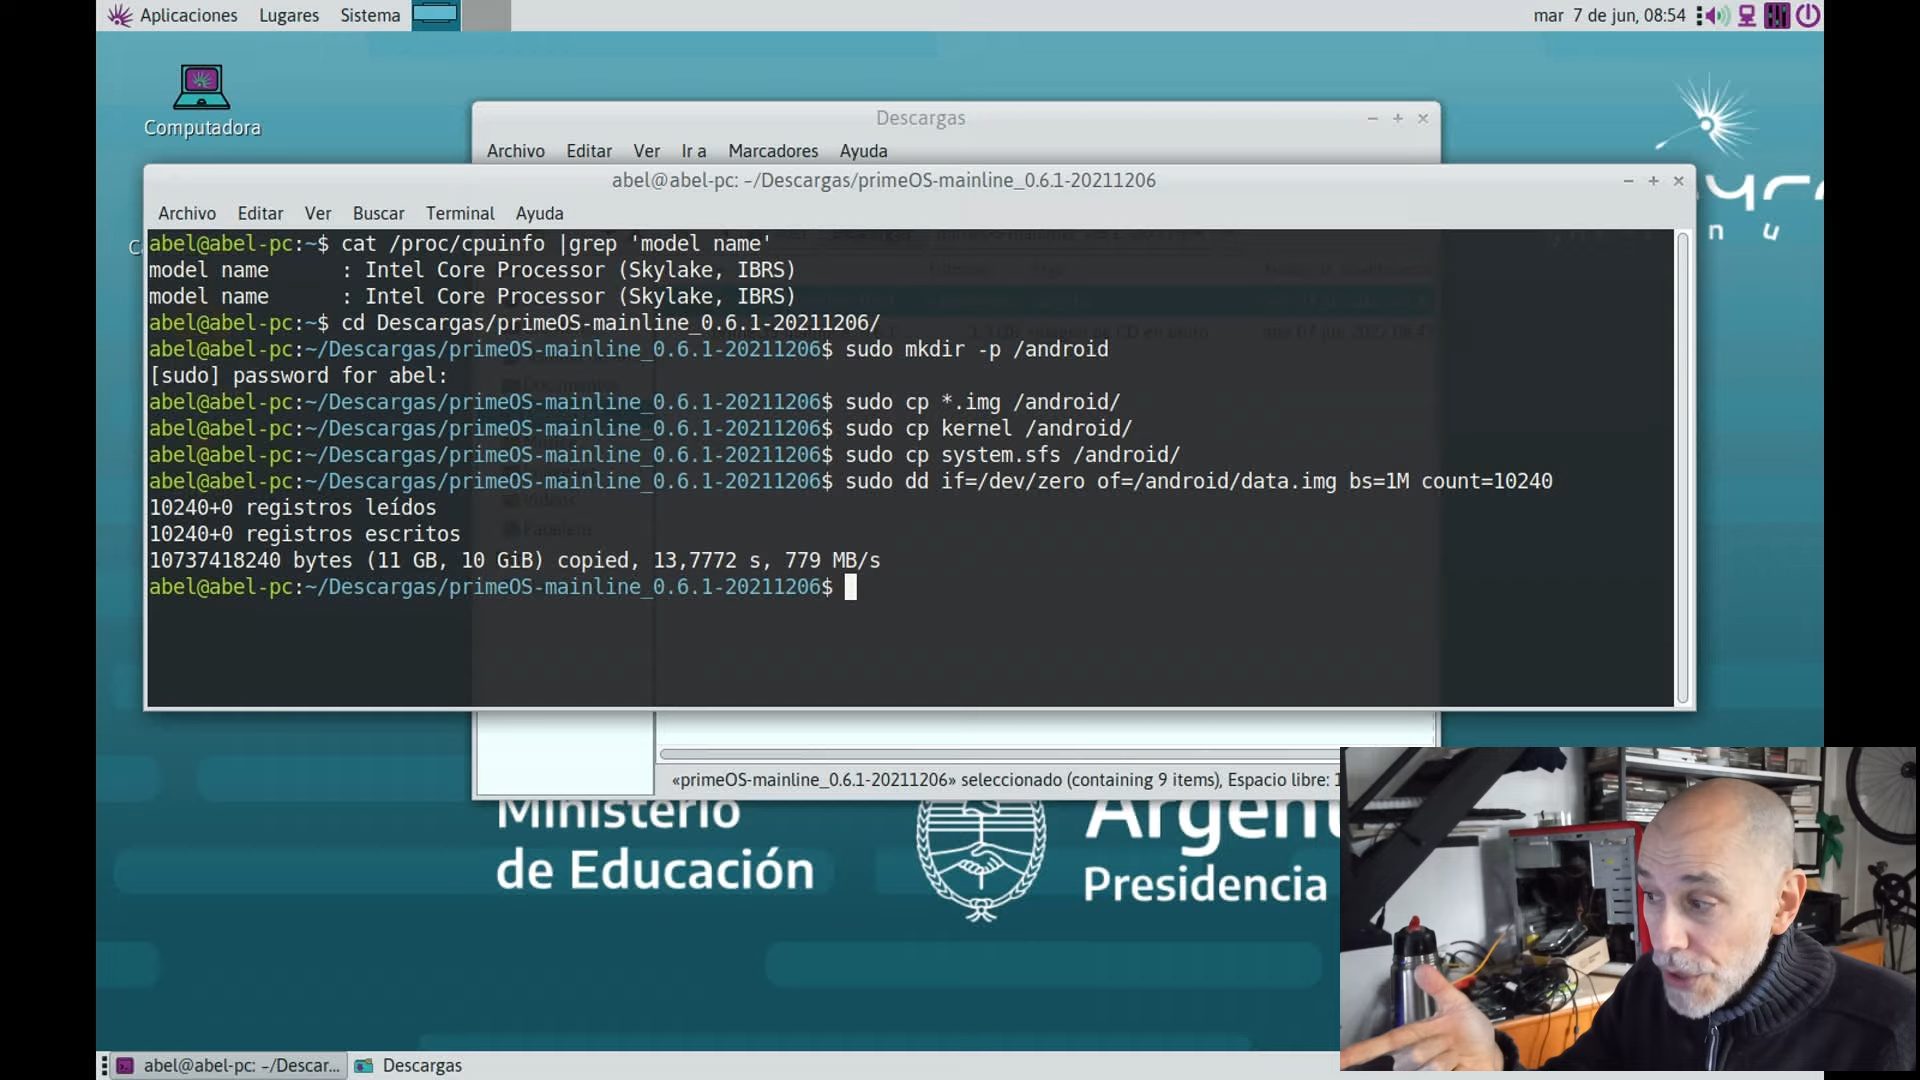 Aplicaciones Lugares Sistema
mar 7 de jun, 08:54
Computadora
Descargas
Archivo Editar Ver Ir a Marcadores Ayuda
abel@abel-pc: ~/Descargas/primeOS-mainline_0.6.1-20211206
Archivo Editar Ver Buscar Terminal Ayuda
abel@abel-pc:~$ cat /proc/cpuinfo |grep 'model name'
model name : Intel Core Processor (Skylake, IBRS)
model name : Intel Core Processor (Skylake, IBRS)
abel@abel-pc:~$ cd Descargas/primeOS-mainline_0.6.1-20211206/
abel@abel-pc:~/Descargas/primeOS-mainline_0.6.1-20211206$ sudo mkdir -p /android
[sudo] password for abel:
abel@abel-pc:~/Descargas/primeOS-mainline_0.6.1-20211206$ sudo cp *.img /android/
abel@abel-pc:~/Descargas/primeOS-mainline_0.6.1-20211206$ sudo cp kernel /android/
abel@abel-pc:~/Descargas/primeOS-mainline_0.6.1-20211206$ sudo cp system.sfs /android/
abel@abel-pc:~/Descargas/primeOS-mainline_0.6.1-20211206$ sudo dd if=/dev/zero of=/android/data.img bs=1M count=10240
10240+0 registros leídos
10240+0 registros escritos
10737418240 bytes (11 GB, 10 GiB) copied, 13,7772 s, 779 MB/s
abel@abel-pc:~/Descargas/primeOS-mainline_0.6.1-20211206$
«primeOS-mainline_0.6.1-20211206» seleccionado (containing 9 items), Espacio libre: 1
Ministerio
de Educación
Argent
Presidencia
abel@abel-pc: ~/Descar...
Descargas